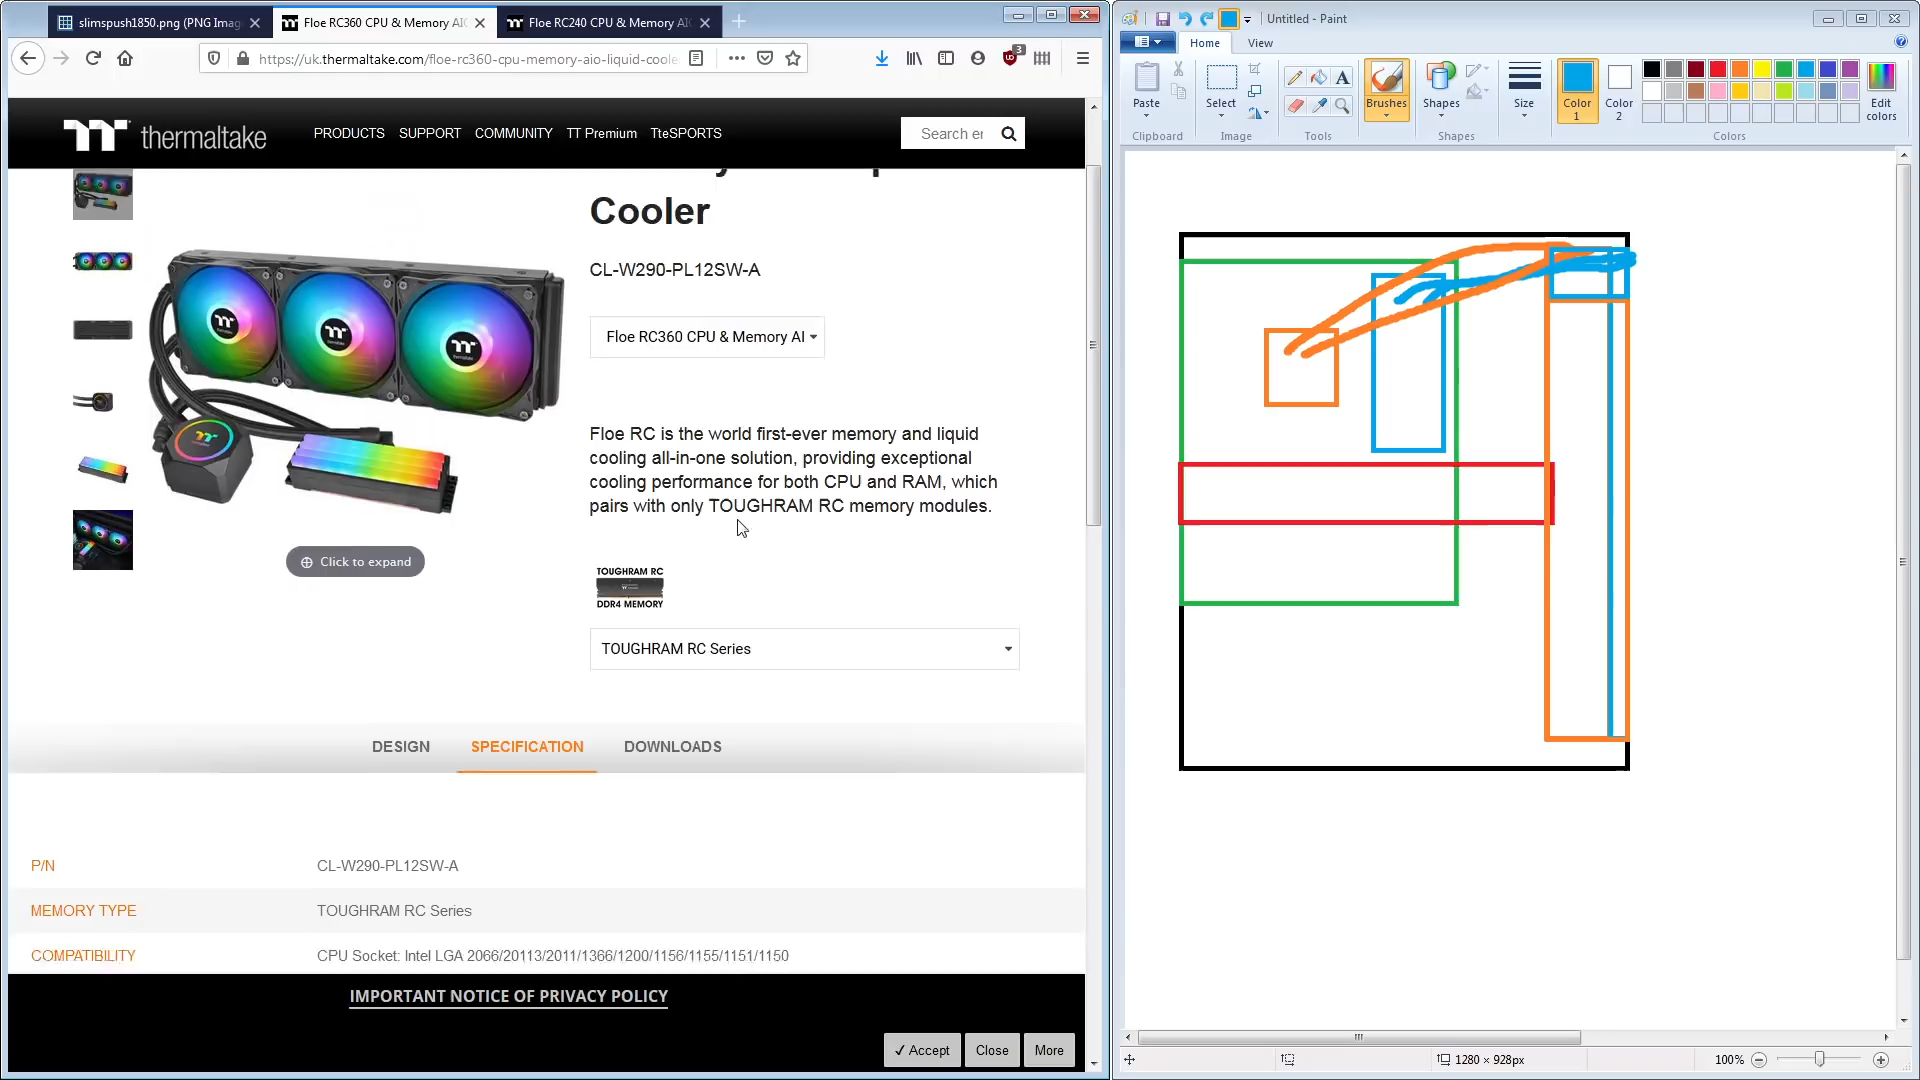 slimspush1850.png (PNG Imag
Floe RC360 CPU & Memory AIO
Floe RC240 CPU & Memory AIO
https://uk.thermaltake.com/floe-rc360-cpu-memory-aio-liquid-coole
3
thermaltake
PRODUCTS
SUPPORT
COMMUNITY
TT Premium
TteSPORTS
Search er
Cooler
CL-W290-PL12SW-A
Floe RC360 CPU & Memory AI
Floe RC is the world first-ever memory and liquid
cooling all-in-one solution, providing exceptional
cooling performance for both CPU and RAM, which
pairs with only TOUGHRAM RC memory modules.
Click to expand
TOUGHRAM RC
DDR4 MEMORY
TOUGHRAM RC Series
DESIGN
SPECIFICATION
DOWNLOADS
P/N
CL-W290-PL12SW-A
MEMORY TYPE
TOUGHRAM RC Series
COMPATIBILITY
CPU Socket: Intel LGA 2066/20113/2011/1366/1200/1156/1155/1151/1150
IMPORTANT NOTICE OF PRIVACY POLICY
✓ Accept
Close
More
Untitled - Paint
Home
View
Paste
Select
Brushes
Shapes
Size
Color
1
Color
2
Edit
colors
Clipboard
Image
Tools
Shapes
Colors
1280 × 928px
100%